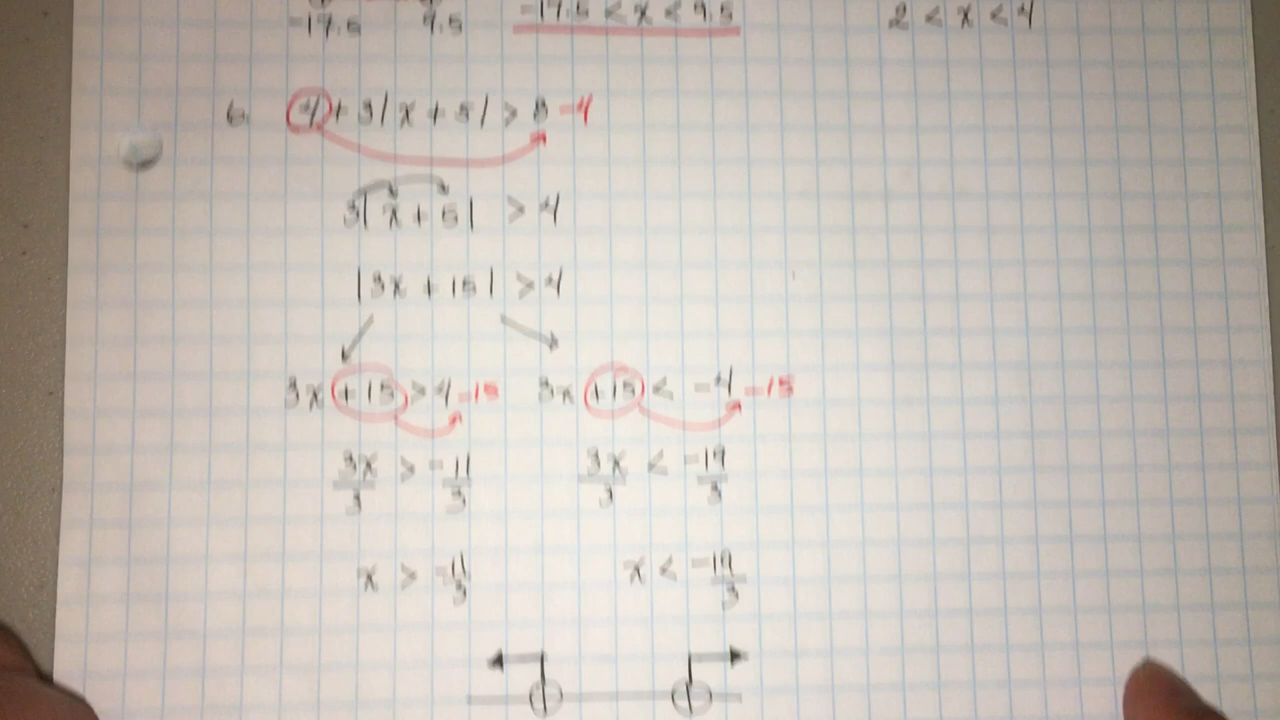 -17.5 9.5 -17.5 < x < 9.5 2 < x < 4
6. 4 + 3|x + 5| > 8 -4
3|x + 5| > 4
|3x + 15| > 4
3x +15 > 4 -15 3x +15 < -4 -15
3x/3 > -11/3 3x/3 < -19/3
x > -11/3 x < -19/3